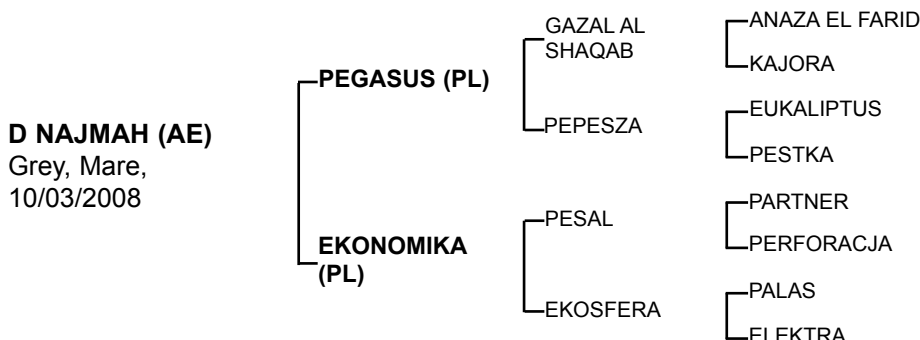 D NAJMAH (AE)
Grey, Mare,
10/03/2008
PEGASUS (PL)
EKONOMIKA
(PL)
GAZAL AL
SHAQAB
PEPESZA
PESAL
EKOSFERA
ANAZA EL FARID
KAJORA
EUKALIPTUS
PESTKA
PARTNER
PERFORACJA
PALAS
ELEKTRA